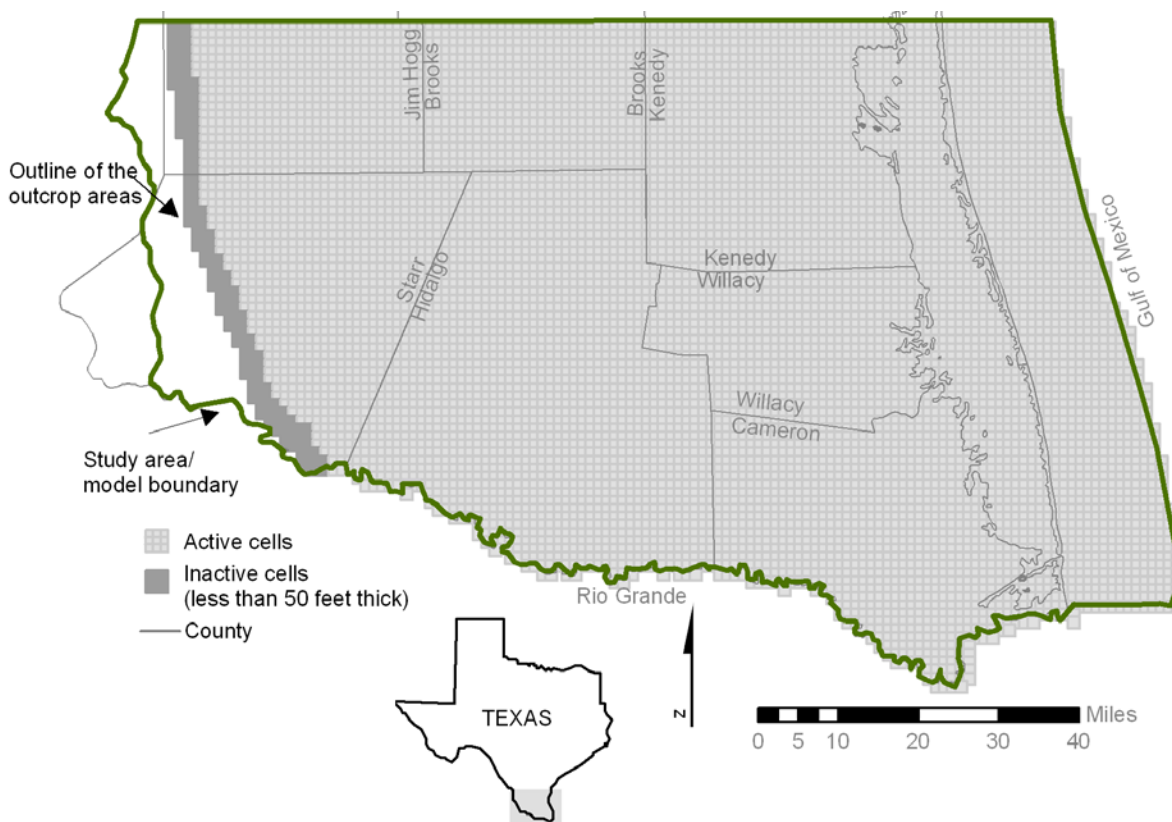 Jim Hogg
Brooks
Brooks
Kenedy
Outline of the
outcrop areas
Starr
Hidalgo
Kenedy
Willacy
Gulf of Mexico
Willacy
Cameron
Study area/
model boundary
Active cells
Inactive cells
(less than 50 feet thick)
County
Rio Grande
TEXAS
N
Miles
0 5 10 20 30 40